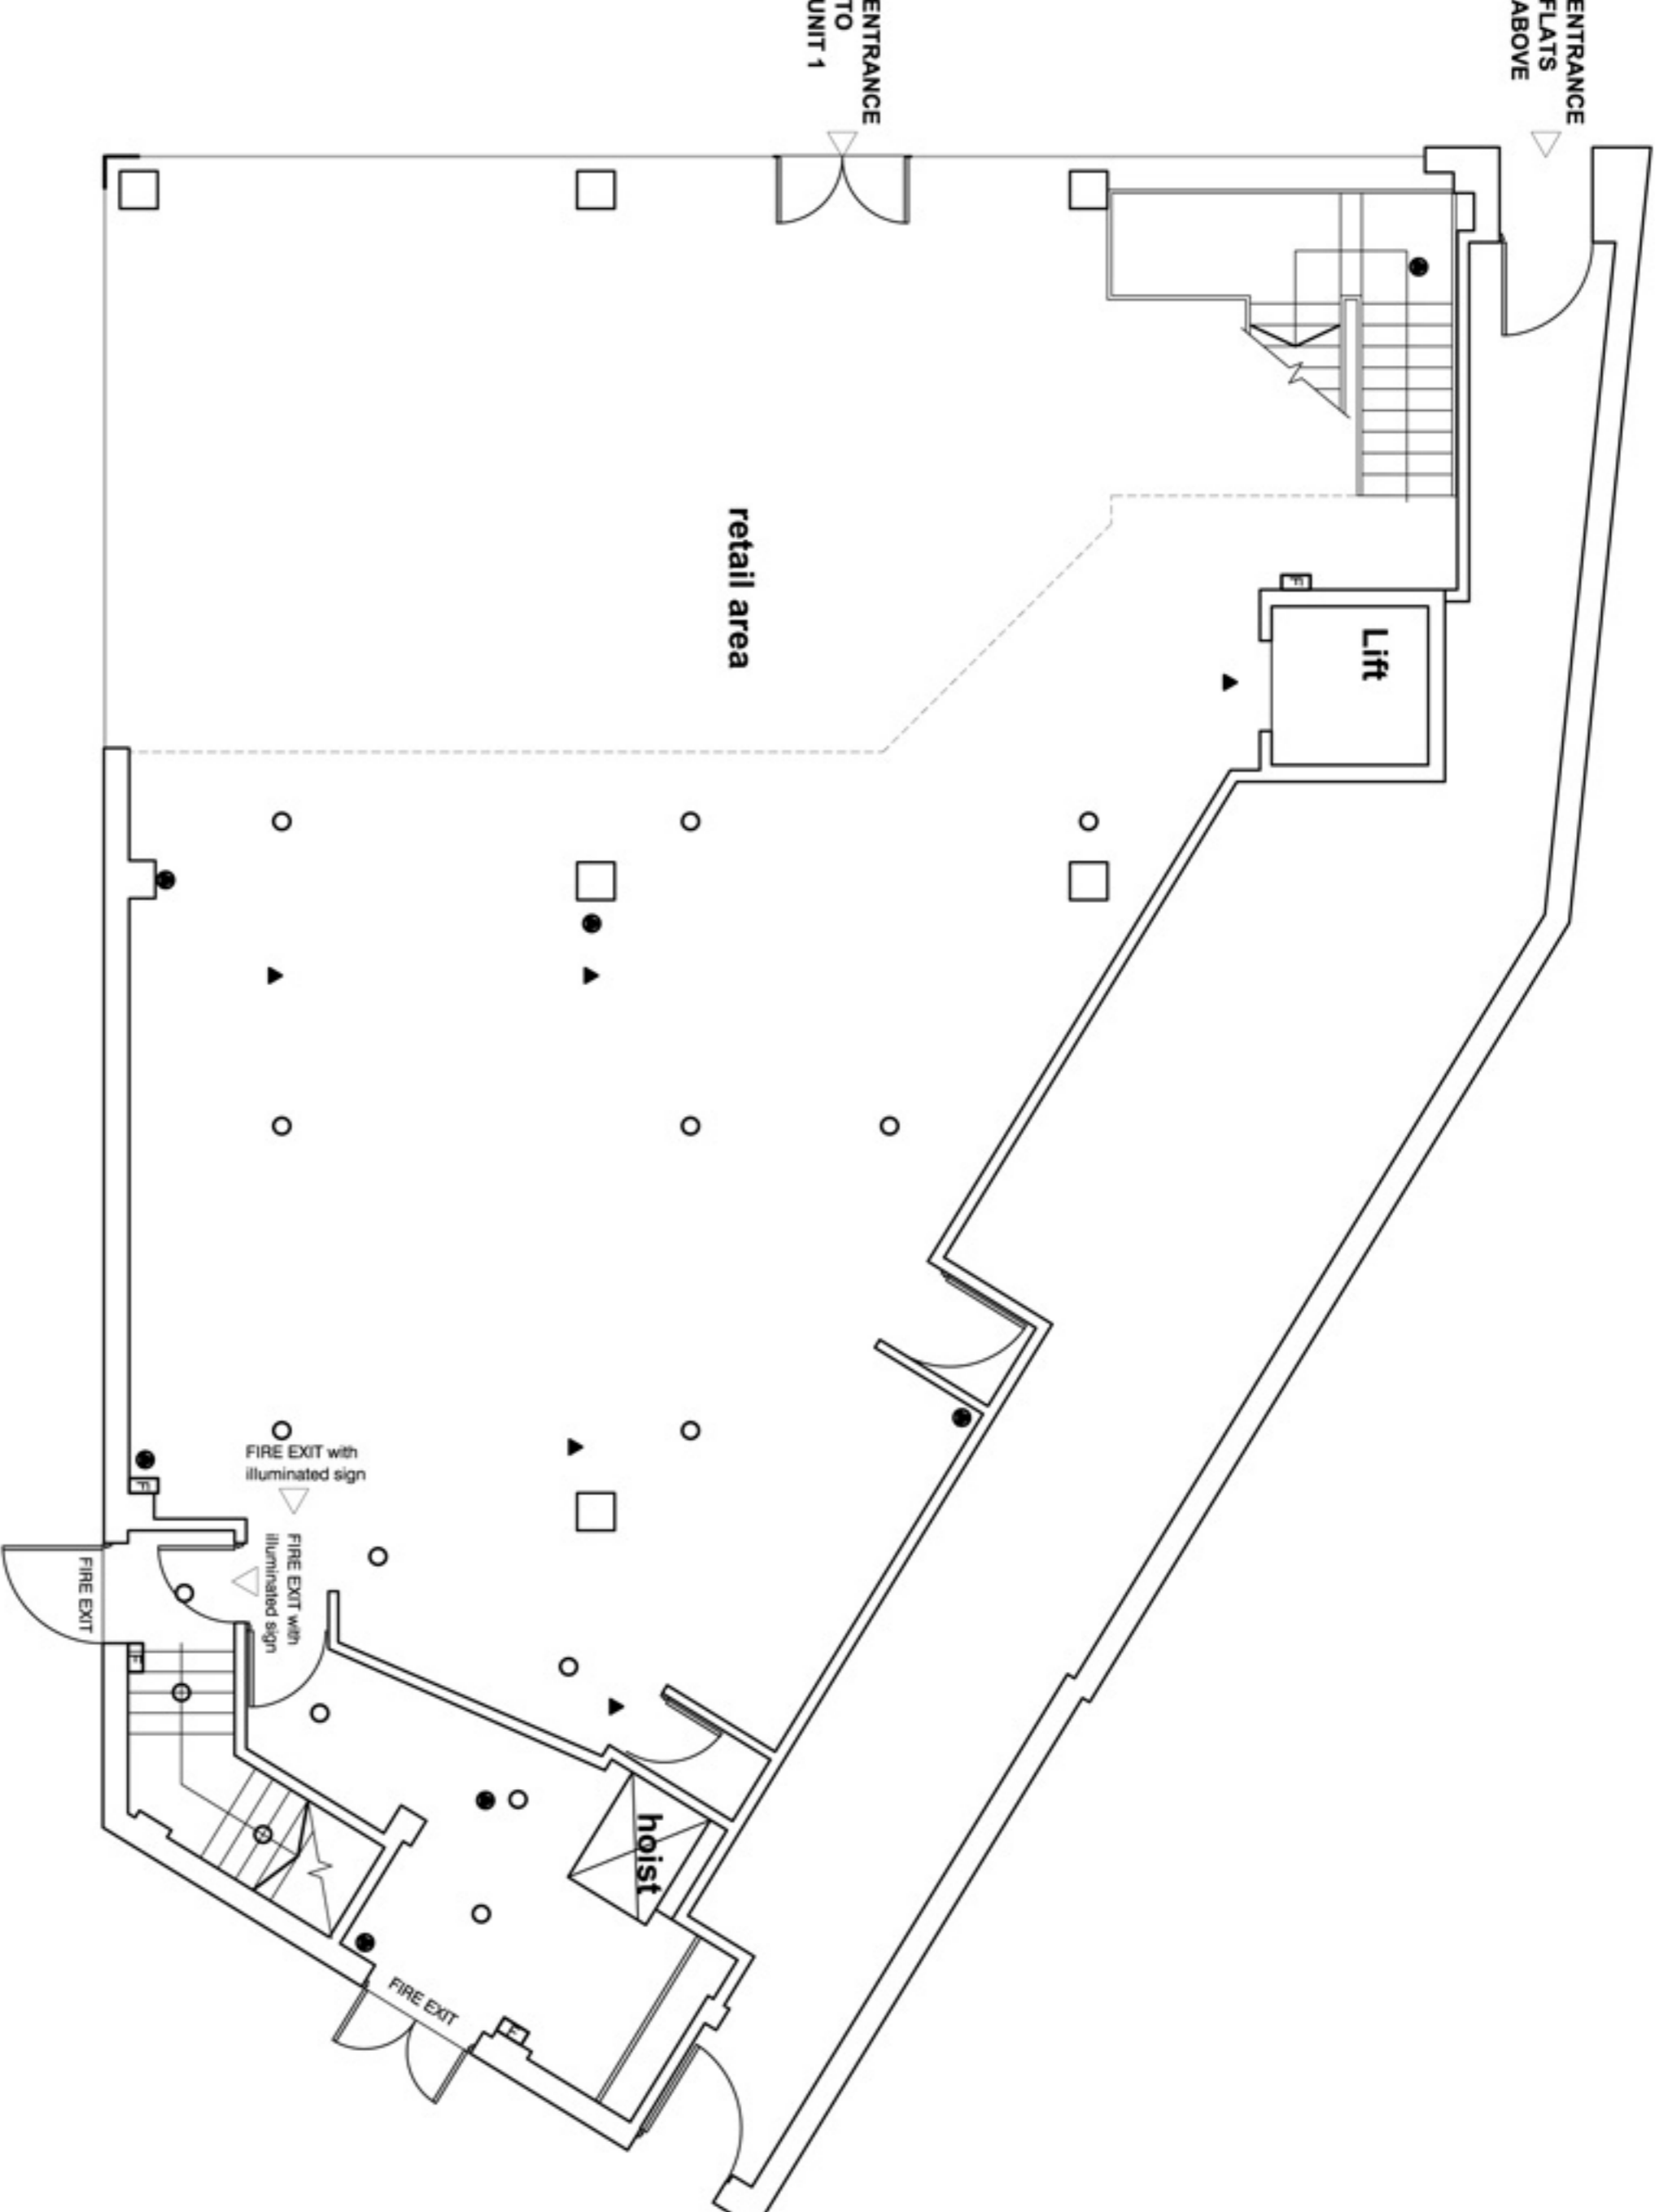 ENTRANCE
TO
UNIT 1
ENTRANCE
FLATS
ABOVE
retail area
Lift
F
FIRE EXIT with
illuminated sign
FIRE EXIT with
illuminated sign
F
FIRE EXIT
F
hoist
FIRE EXIT
F